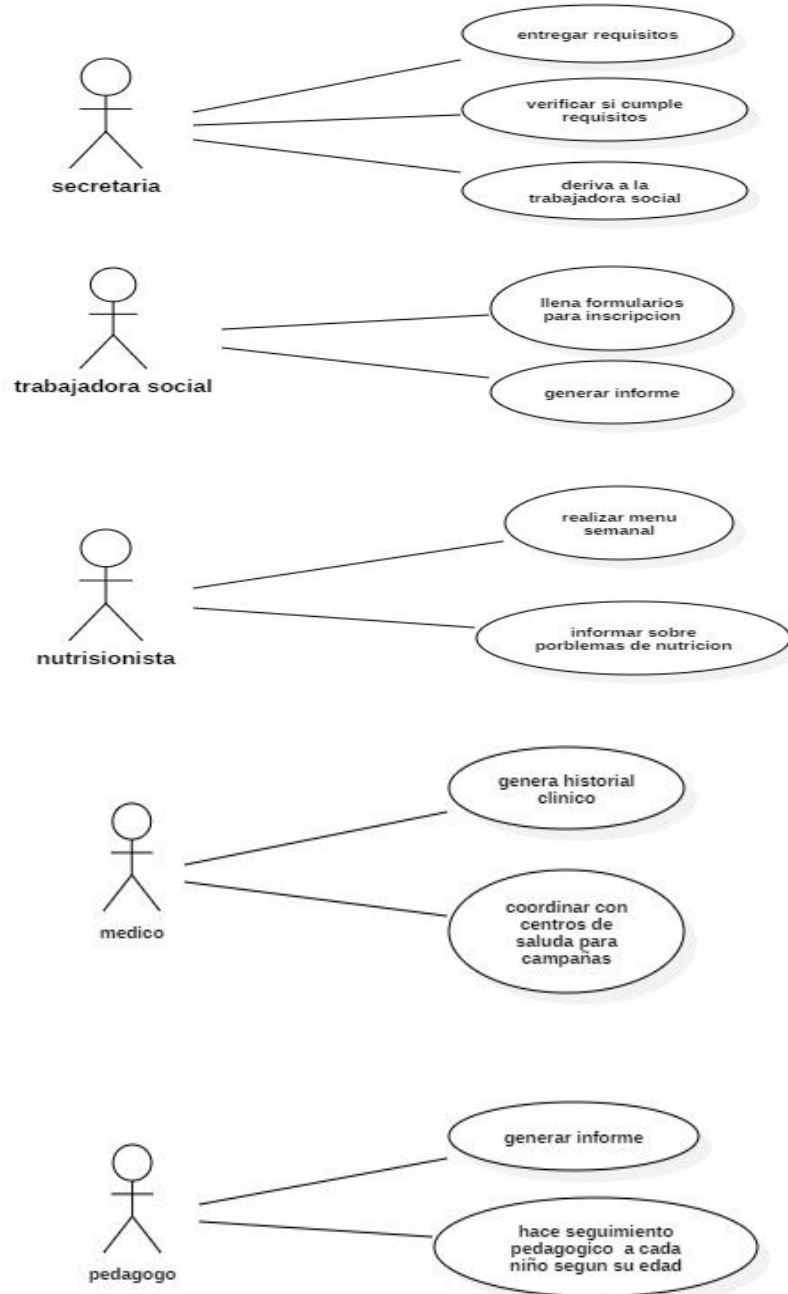 entregar requisitos
verificar si cumple
requisitos
secretaria
deriva a la
trabajadora social
llena formularios
para inscripcion
trabajadora social
generar informe
realizar menu
semanal
nutrisionista
informar sobre
porblemas de nutricion
genera historial
clinico
medico
coordinar con
centros de
saluda para
campañas
generar informe
pedagogo
hace seguimiento
pedagogico a cada
niño segun su edad